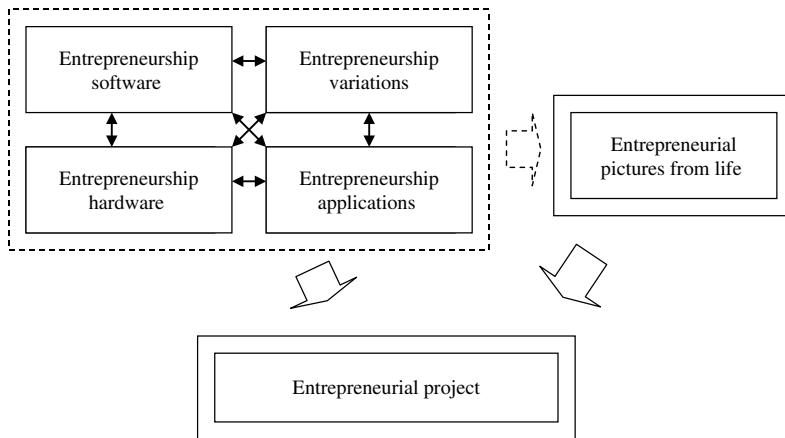 Entrepreneurship
software
Entrepreneurship
variations
Entrepreneurship
hardware
Entrepreneurship
applications
Entrepreneurial
pictures from life
Entrepreneurial project